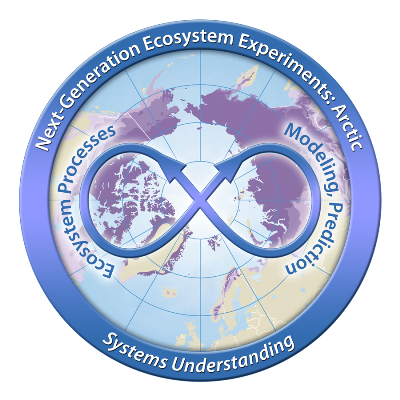 Next-Generation Ecosystem Experiments: Arctic
Ecosystem Processes
Modeling, Prediction
Systems Understanding